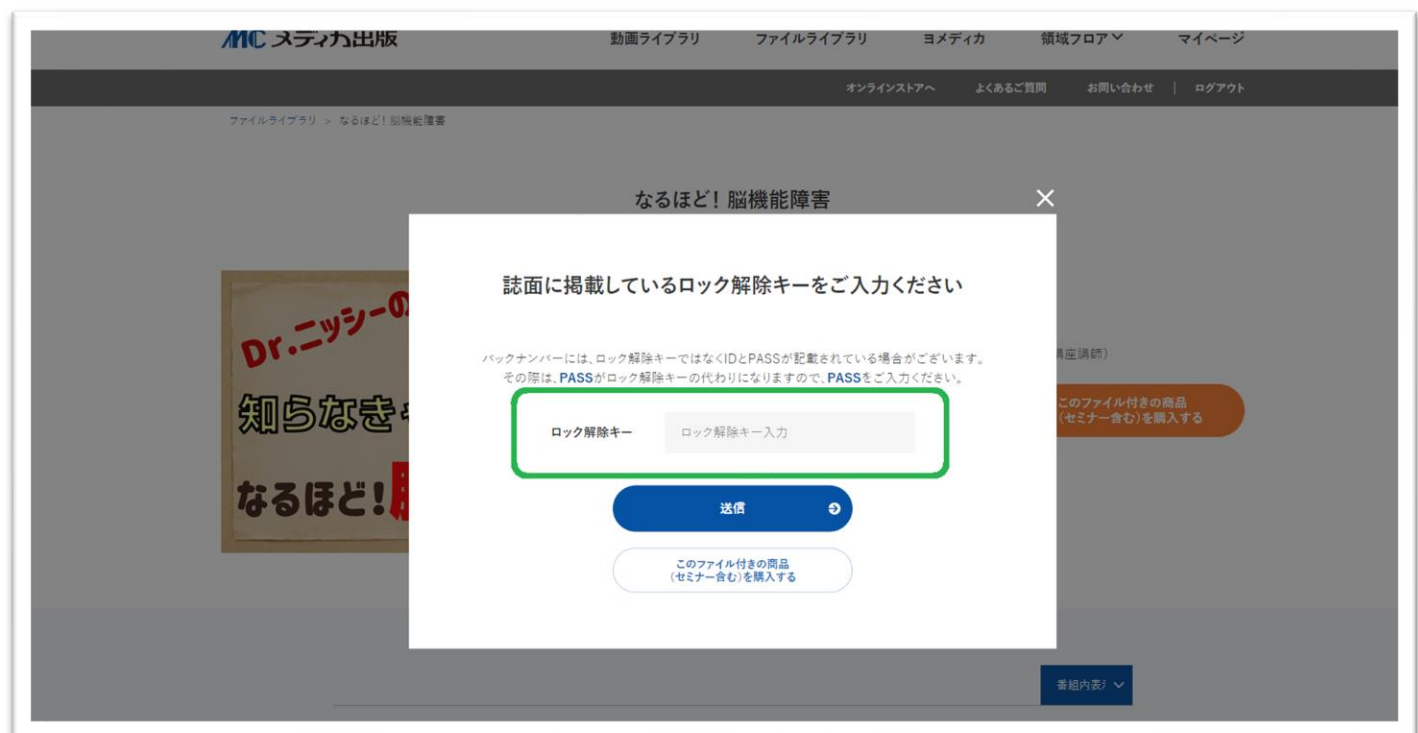 MC メディカ出版
動画ライブラリ ファイルライブラリ ヨメディカ 領域フロア マイページ
オンラインストアへ よくあるご質問 お問い合わせ | ログアウト
ファイルライブラリ > なるほど!脳機能障害
なるほど!脳機能障害
誌面に掲載しているロック解除キーをご入力ください
バックナンバーには、ロック解除キーではなくIDとPASSが記載されている場合がございます。
その際は、PASSがロック解除キーの代わりになりますので、PASSをご入力ください。
ロック解除キー ロック解除キー入力
送信
このファイル付きの商品
(セミナー含む)を購入する
Dr.ニッシーの
知らなき
なるほど!
講座講師)
このファイル付きの商品
(セミナー含む)を購入する
番組内表